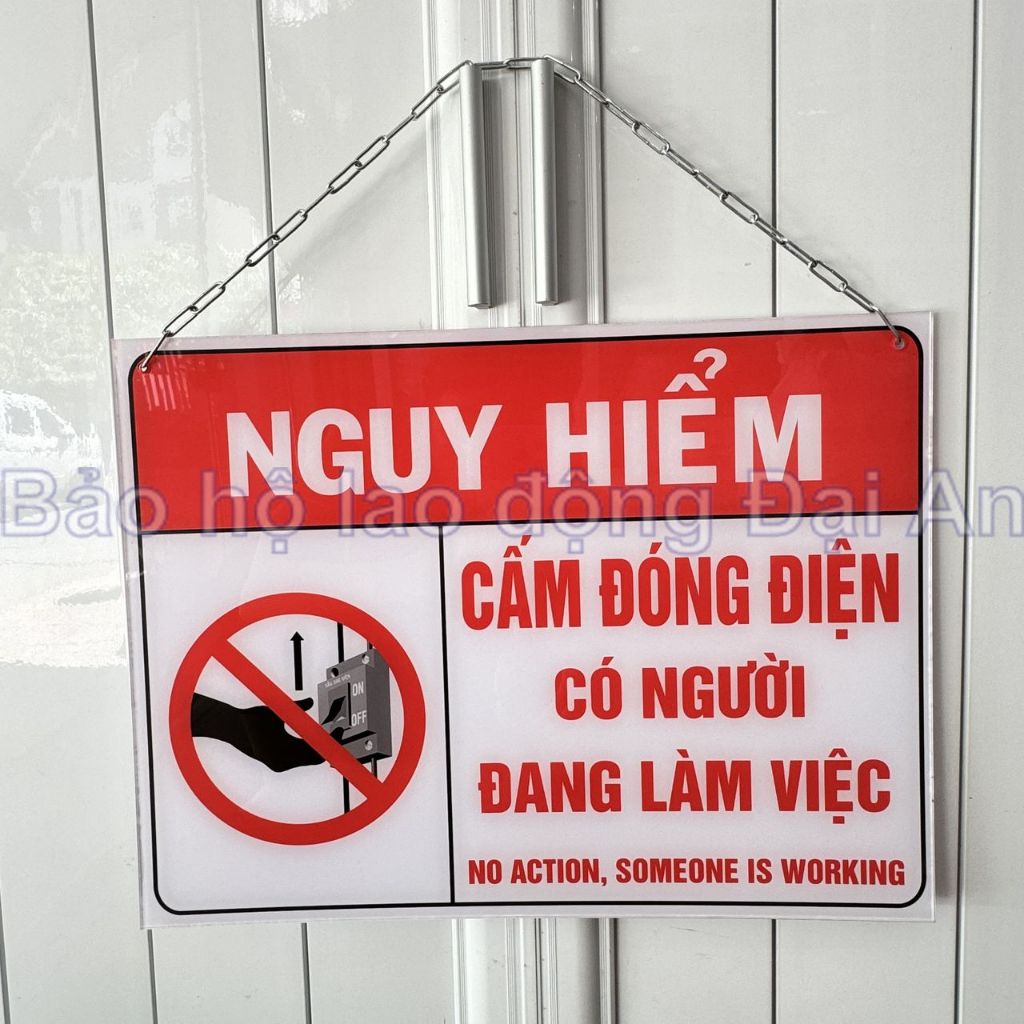 NGUY HIỂM
Bảo hộ lao động Đại An
CẤM ĐÓNG ĐIỆN
CÓ NGƯỜI
ĐANG LÀM VIỆC
NO ACTION, SOMEONE IS WORKING
ON
OFF